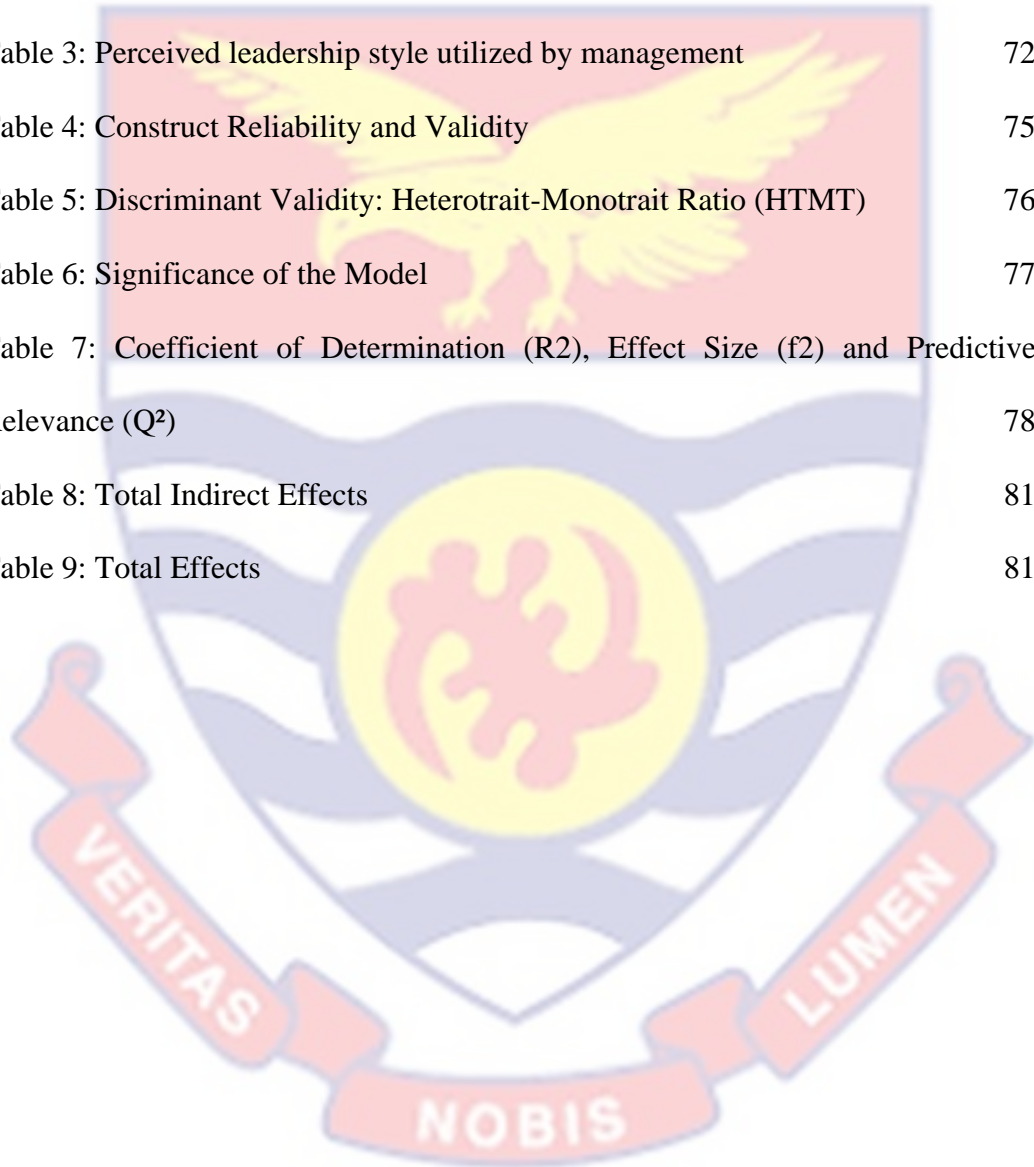 able 3: Perceived leadership style utilized by management 72
able 4: Construct Reliability and Validity 75
able 5: Discriminant Validity: Heterotrait-Monotrait Ratio (HTMT) 76
able 6: Significance of the Model 77
able 7: Coefficient of Determination (R2), Effect Size (f2) and Predictive
elevance (Q²) 78
able 8: Total Indirect Effects 81
able 9: Total Effects 81
VERITAS
NOBIS
LUMEN